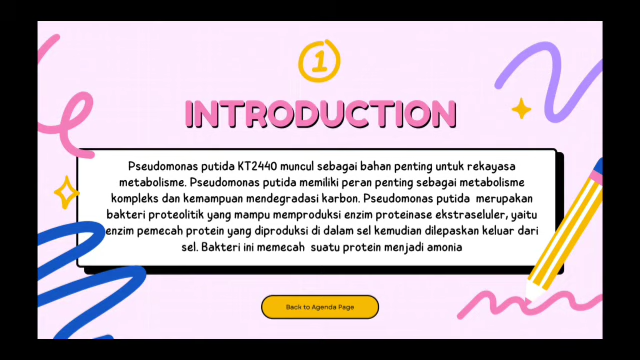 1
INTRODUCTION
Pseudomonas putida KT2440 muncul sebagai bahan penting untuk rekayasa
metabolisme. Pseudomonas putida memiliki peran penting sebagai metabolisme
kompleks dan kemampuan mendegradasi karbon. Pseudomonas putida merupakan
bakteri proteolitik yang mampu memproduksi enzim proteinase ekstraseluler, yaitu
enzim pemecah protein yang diproduksi di dalam sel kemudian dilepaskan keluar dari
sel. Bakteri ini memecah suatu protein menjadi amonia
Back to Agenda Page